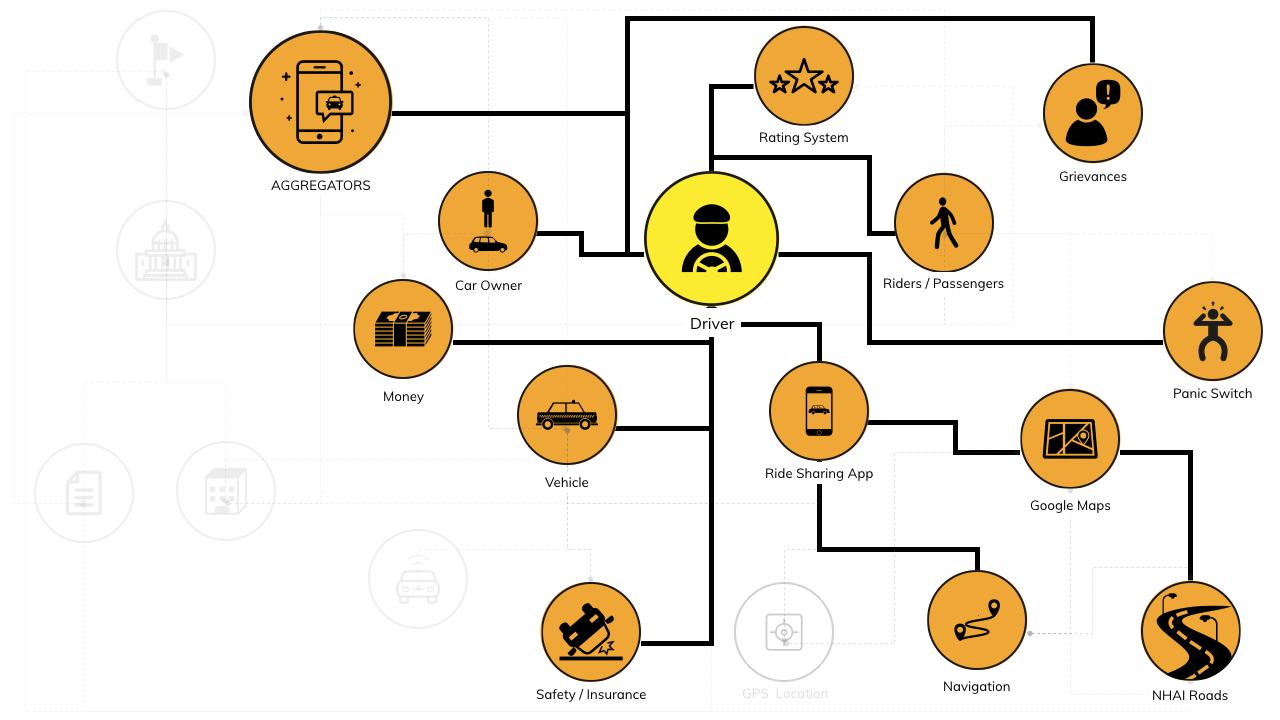 Rating System
Grievances
AGGREGATORS
Car Owner
Riders / Passengers
Driver
Money
Panic Switch
Vehicle
Ride Sharing App
Google Maps
Safety / Insurance
GPS Location
Navigation
NHAI Roads